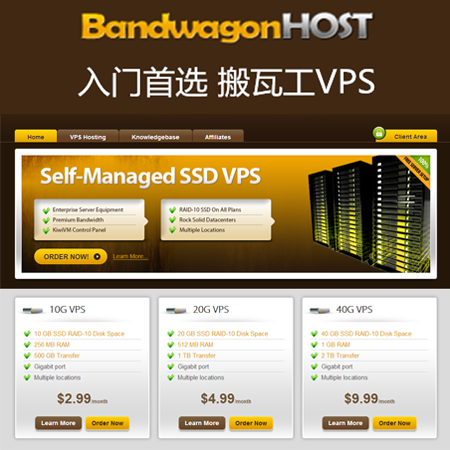 BandwagonHOST
入门首选 搬瓦工VPS
Home VPS Hosting Knowledgebase Affiliates Client Area
Self-Managed SSD VPS
100%
Enterprise Server Equipment
Premium Bandwidth
KiwiVM Control Panel
RAID-10 SSD On All Plans
Rock Solid Datacenters
Multiple Locations
ORDER NOW! Learn More
10G VPS
10 GB SSD RAID-10 Disk Space
256 MB RAM
500 GB Transfer
Gigabit port
Multiple locations
$2.99/month
Learn More Order Now
20G VPS
20 GB SSD RAID-10 Disk Space
512 MB RAM
1 TB Transfer
Gigabit port
Multiple locations
$4.99/month
Learn More Order Now
40G VPS
40 GB SSD RAID-10 Disk Space
1 GB RAM
2 TB Transfer
Gigabit port
Multiple locations
$9.99/month
Learn More Order Now